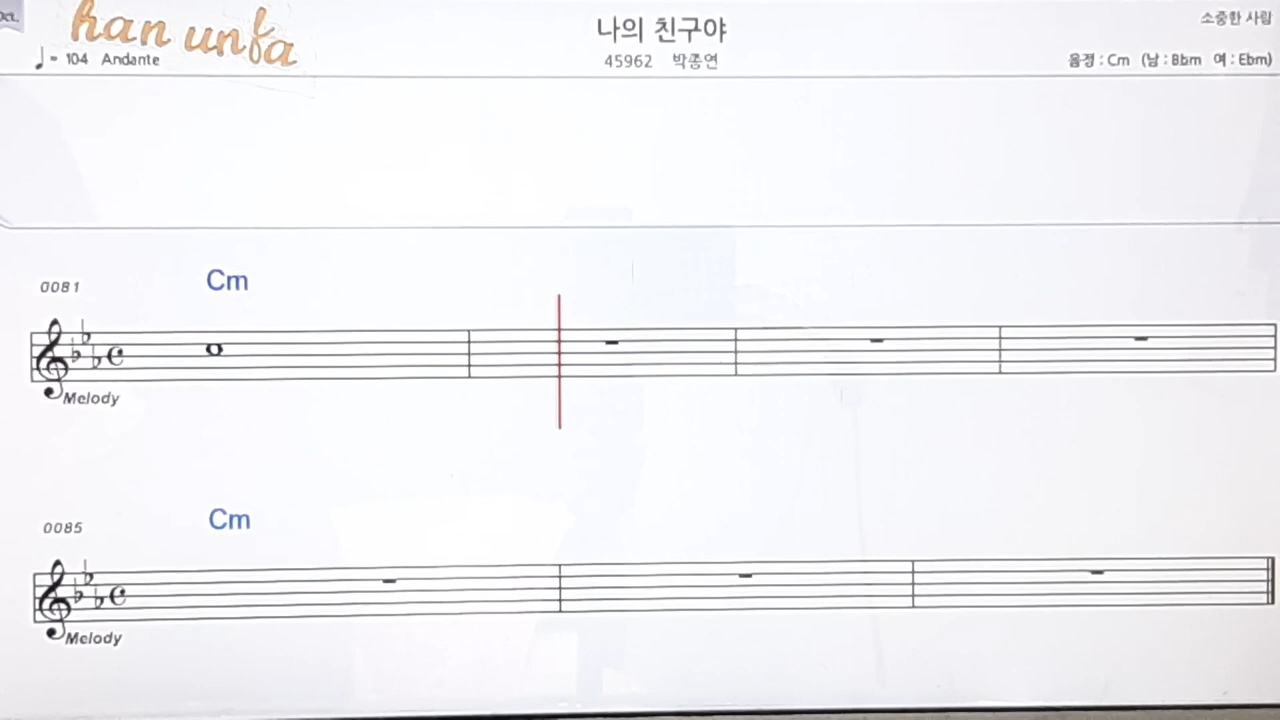 Oct.
han unfa
나의 친구야
소중한 사람
♩= 104 Andante
45962 박종연
음정 : Cm (남 : Bbm 여 : Ebm)
0081
Cm
Melody
0085
Cm
Melody